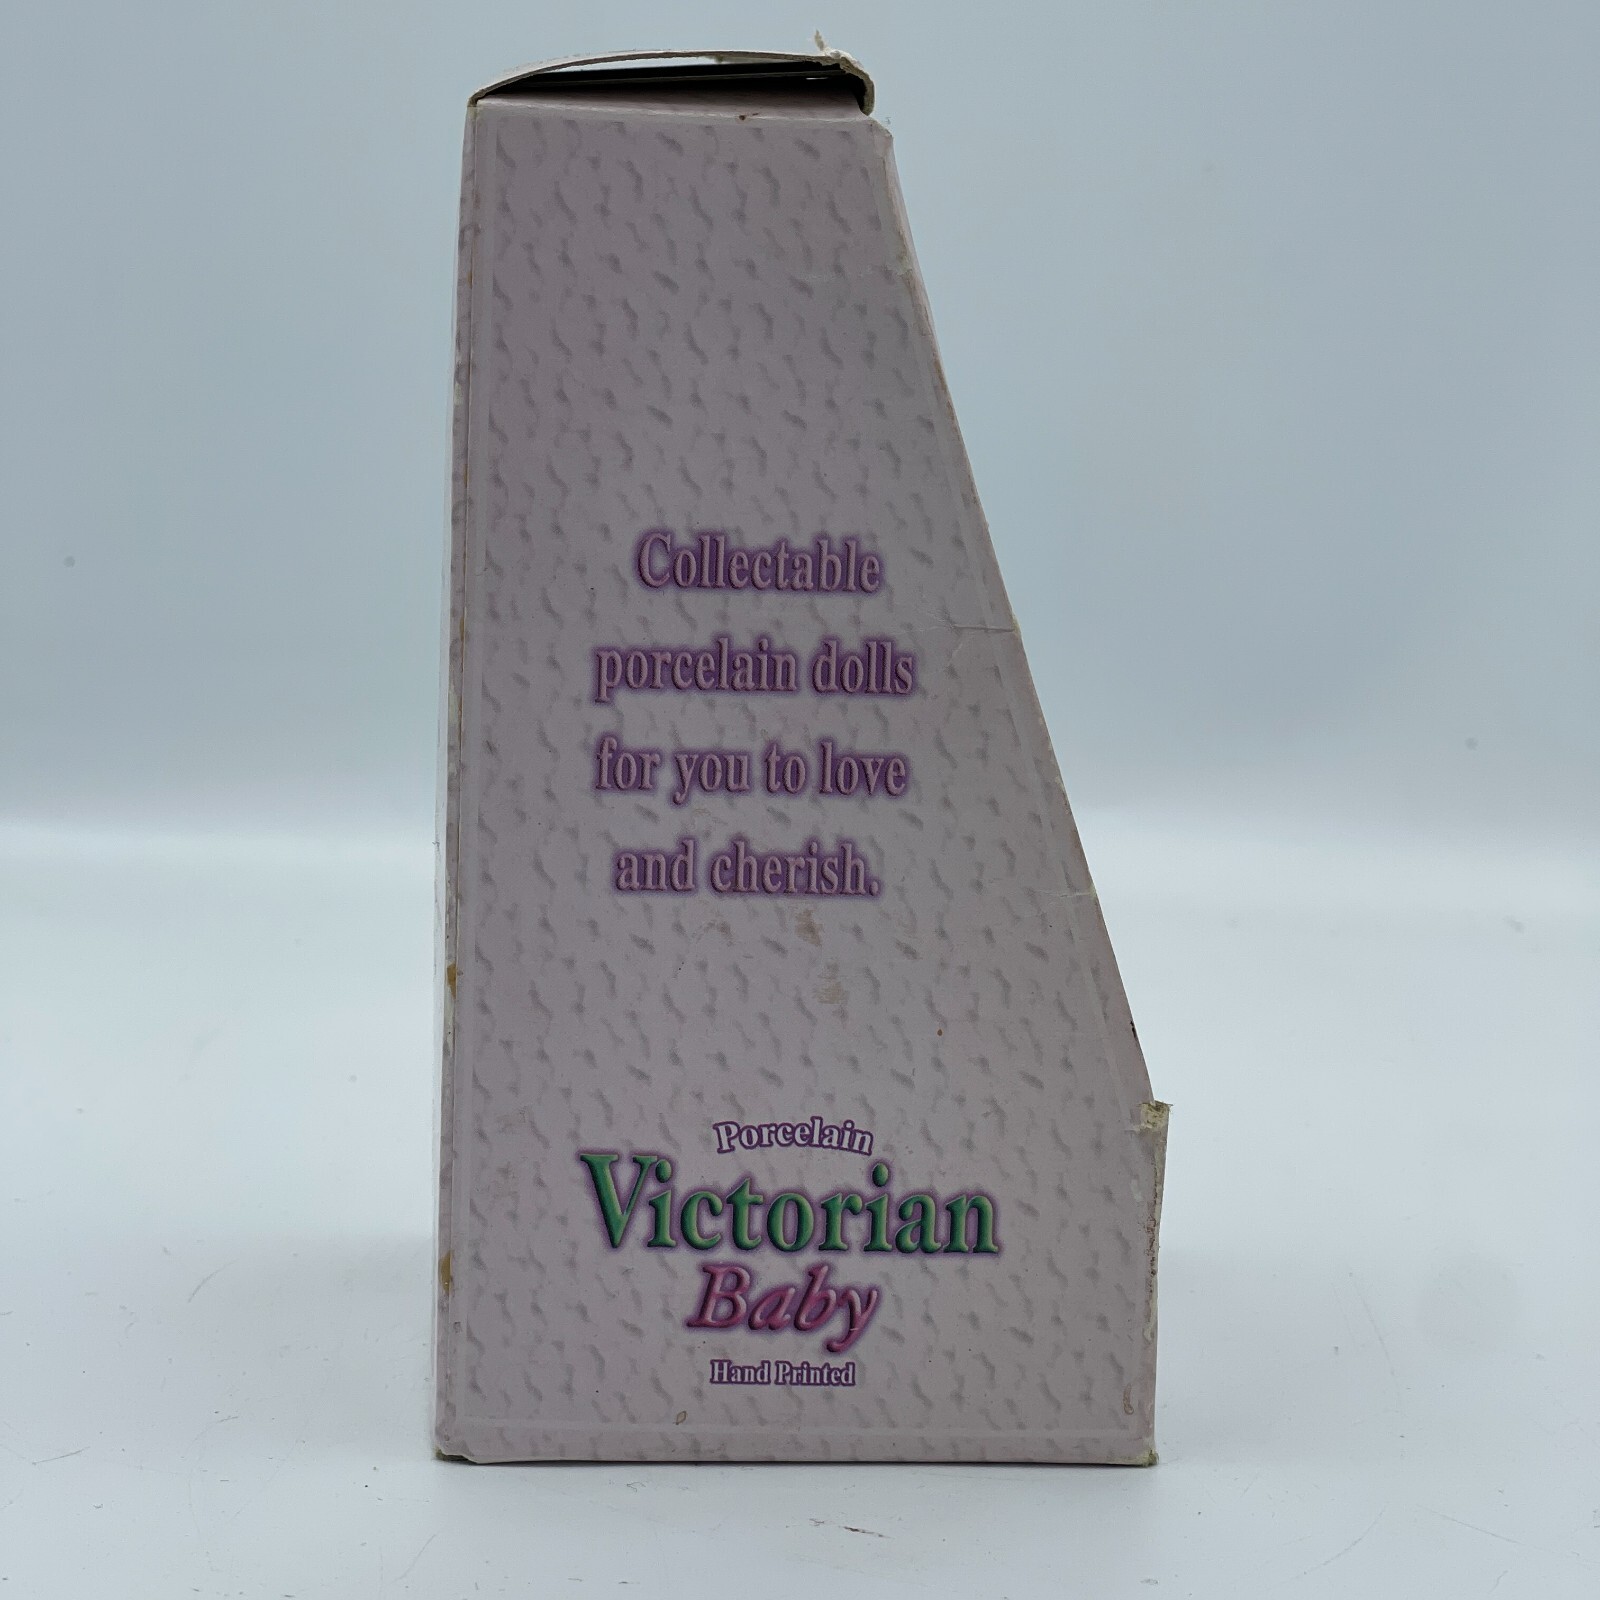 Collectable
porcelain dolls
for you to love
and cherish.
Porcelain
Victorian
Baby
Hand Printed